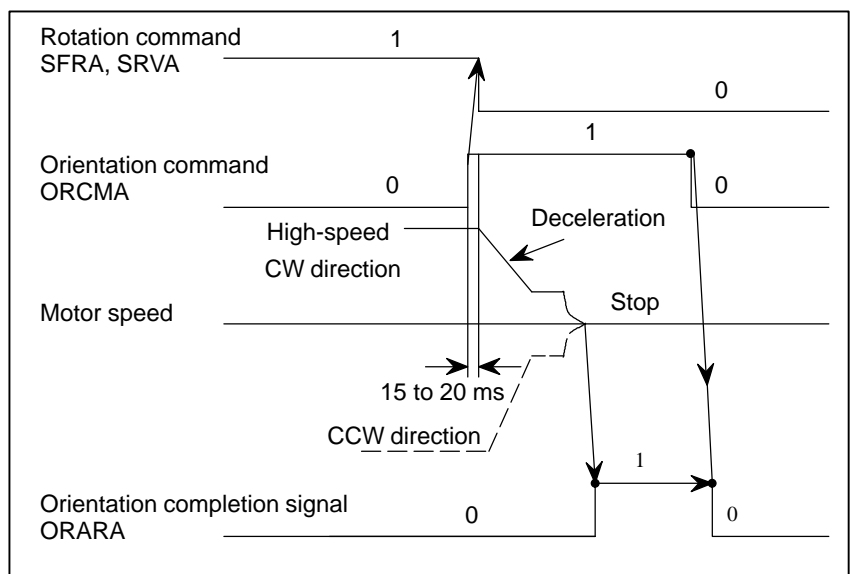 Rotation command
SFRA, SRVA
1
0
Orientation command
ORCMA
0
1
0
High-speed
CW direction
Deceleration
Motor speed
Stop
15 to 20 ms
CCW direction
Orientation completion signal
ORARA
0
1
0